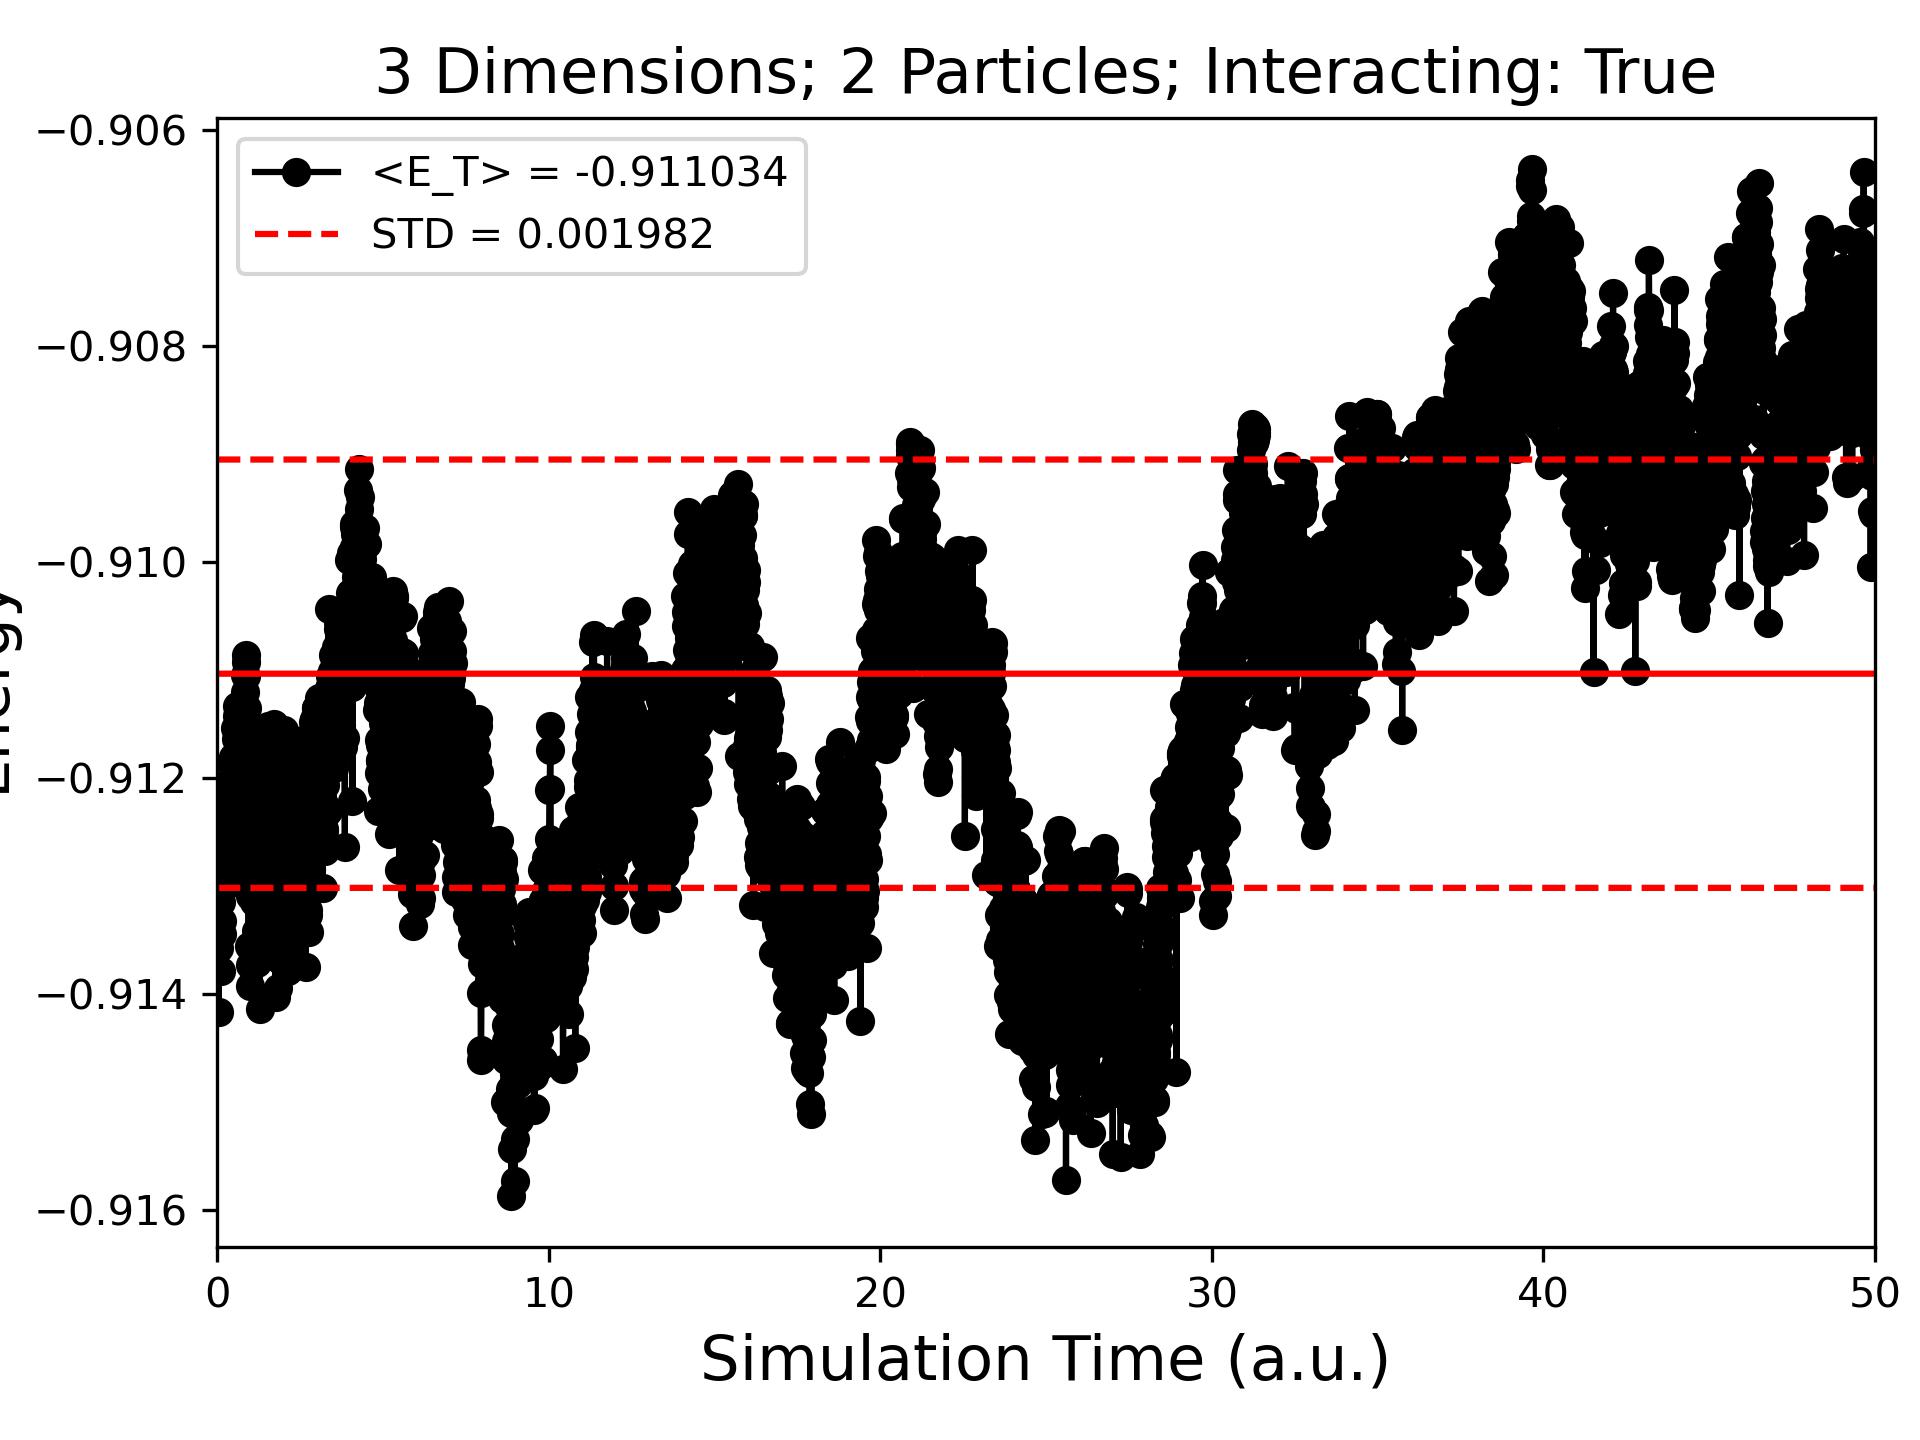 3 Dimensions; 2 Particles; Interacting: True
<E_T> = -0.911034
STD = 0.001982
−0.906
−0.908
−0.910
−0.912
−0.914
−0.916
Energy
0 10 20 30 40 50
Simulation Time (a.u.)